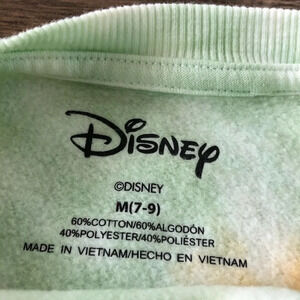 Disney
©DISNEY
M(7-9)
60%COTTON/60%ALGODÓN
40%POLYESTER/40%POLIÉSTER
MADE IN VIETNAM/HECHO EN VIETNAM